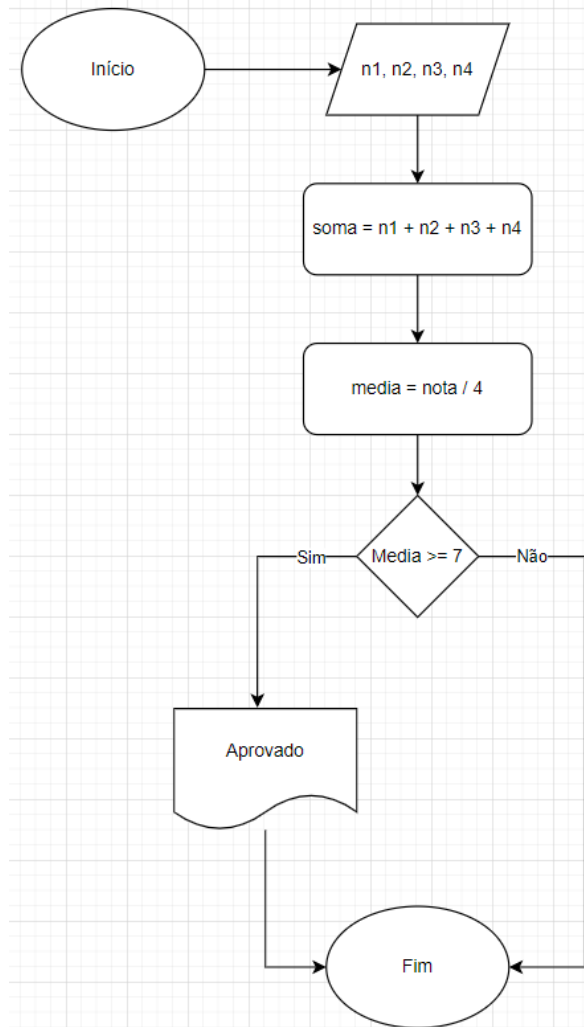 Início
n1, n2, n3, n4
soma = n1 + n2 + n3 + n4
media = nota / 4
Media >= 7
Sim
Não
Aprovado
Fim